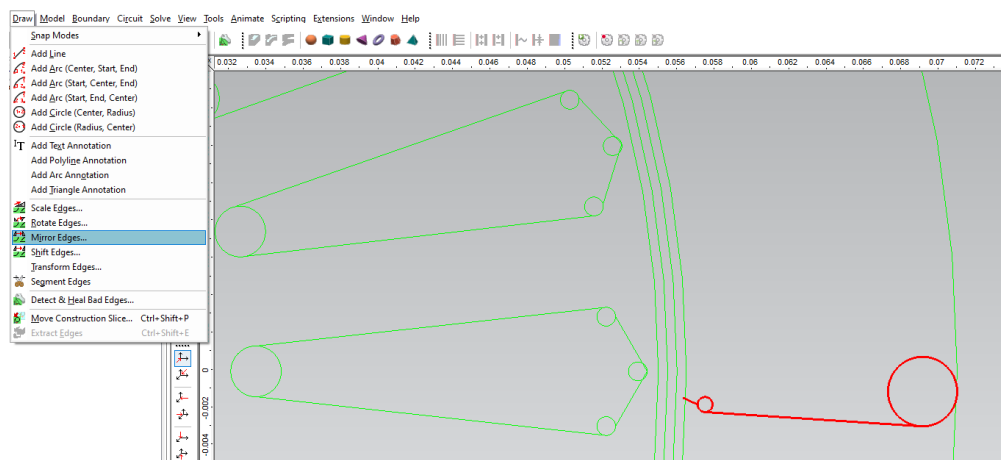 Draw Model Boundary Circuit Solve View Tools Animate Scripting Extensions Window Help
Snap Modes
Add Line
Add Arc (Center, Start, End)
Add Arc (Start, Center, End)
Add Arc (Start, End, Center)
Add Circle (Center, Radius)
Add Circle (Radius, Center)
Add Text Annotation
Add Polyline Annotation
Add Arc Annotation
Add Triangle Annotation
Scale Edges...
Rotate Edges...
Mirror Edges...
Shift Edges...
Transform Edges...
Segment Edges
Detect & Heal Bad Edges...
Move Construction Slice... Ctrl+Shift+P
Extract Edges Ctrl+Shift+E
X 0.032 0.034 0.036 0.038 0.04 0.042 0.044 0.046 0.048 0.05 0.052 0.054 0.056 0.058 0.06 0.062 0.064 0.066 0.068 0.07 0.072
0
-0.002
-0.004